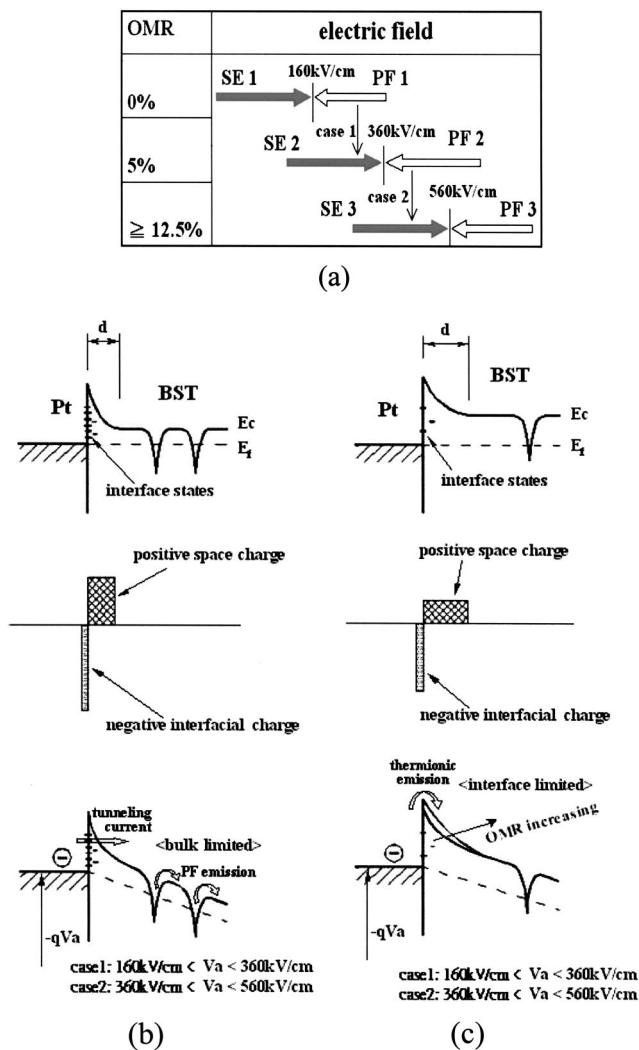 OMR electric field
SE 1 160kV/cm PF 1
0%
case 1 360kV/cm
SE 2 PF 2
5%
case 2 560kV/cm
SE 3 PF 3
≧ 12.5%
(a)
d
BST
Pt
Ec
Ef
interface states
positive space charge
negative interfacial charge
tunneling
current
<bulk limited>
PF emission
-qVa
case1: 160kV/cm < Va < 360kV/cm
case2: 360kV/cm < Va < 560kV/cm
(b)
d
BST
Pt
Ec
Ef
interface states
positive space charge
negative interfacial charge
thermionic
emission
<interface limited>
OMR increasing
-qVa
case1: 160kV/cm < Va < 360kV/cm
case2: 360kV/cm < Va < 560kV/cm
(c)